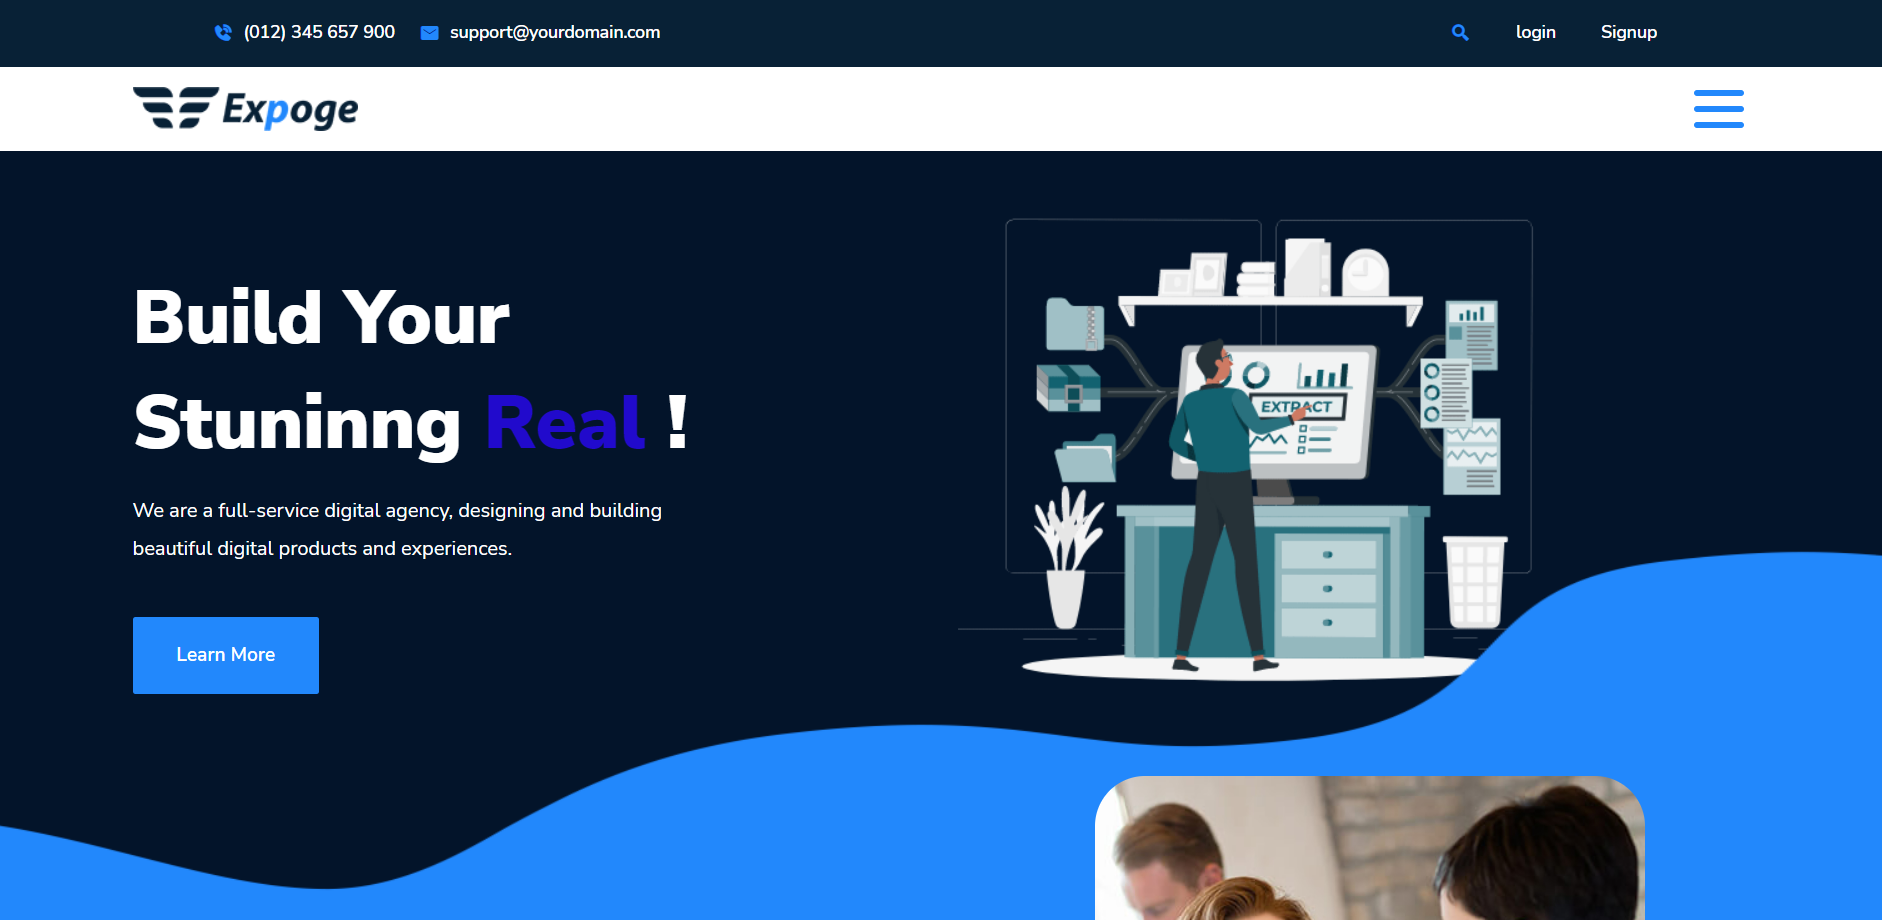 (012) 345 657 900 support@yourdomain.com login Signup
Expoge
Build Your
Stuninng Real !
We are a full-service digital agency, designing and building
beautiful digital products and experiences.
Learn More
EXTRACT